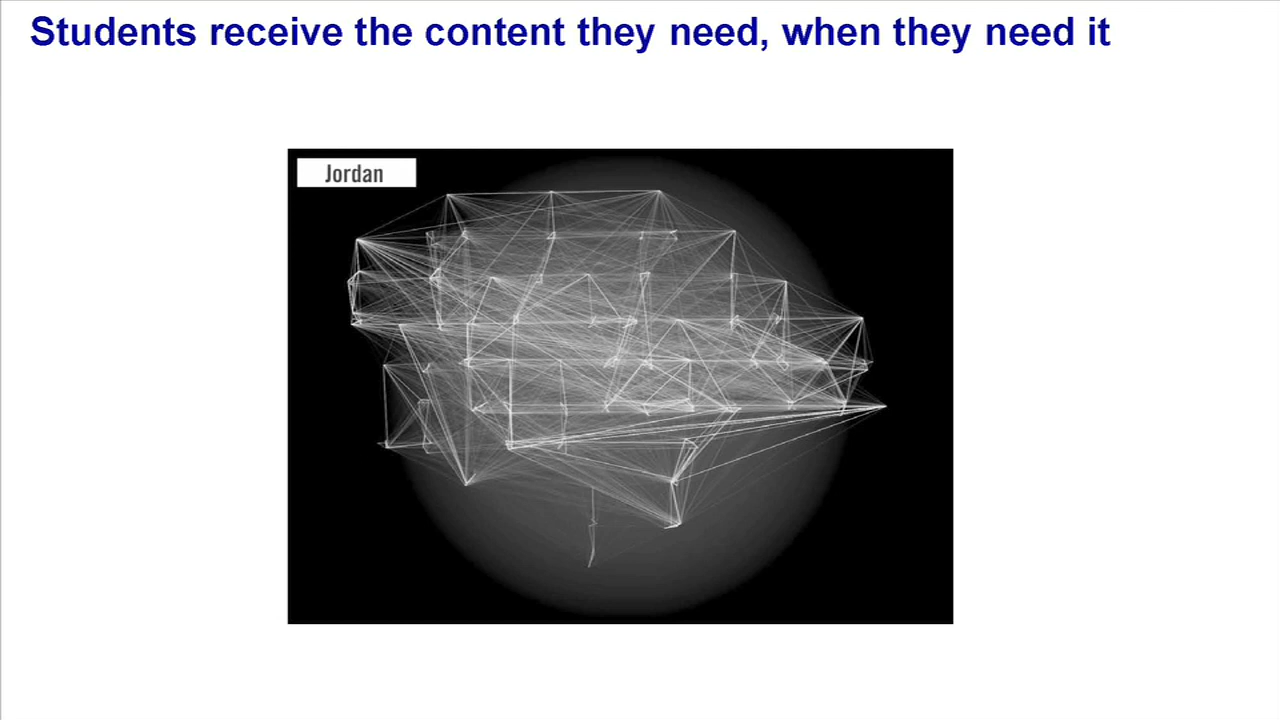 Students receive the content they need, when they need it
Jordan